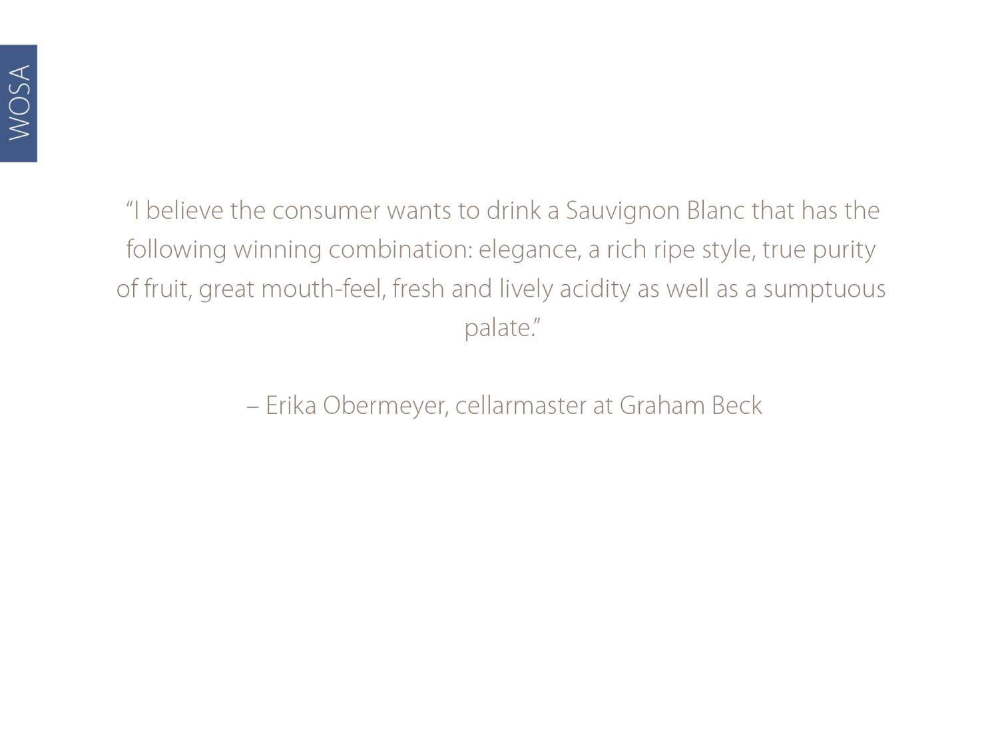 WOSA
“I believe the consumer wants to drink a Sauvignon Blanc that has the
following winning combination: elegance, a rich ripe style, true purity
of fruit, great mouth-feel, fresh and lively acidity as well as a sumptuous
palate.”
– Erika Obermeyer, cellarmaster at Graham Beck